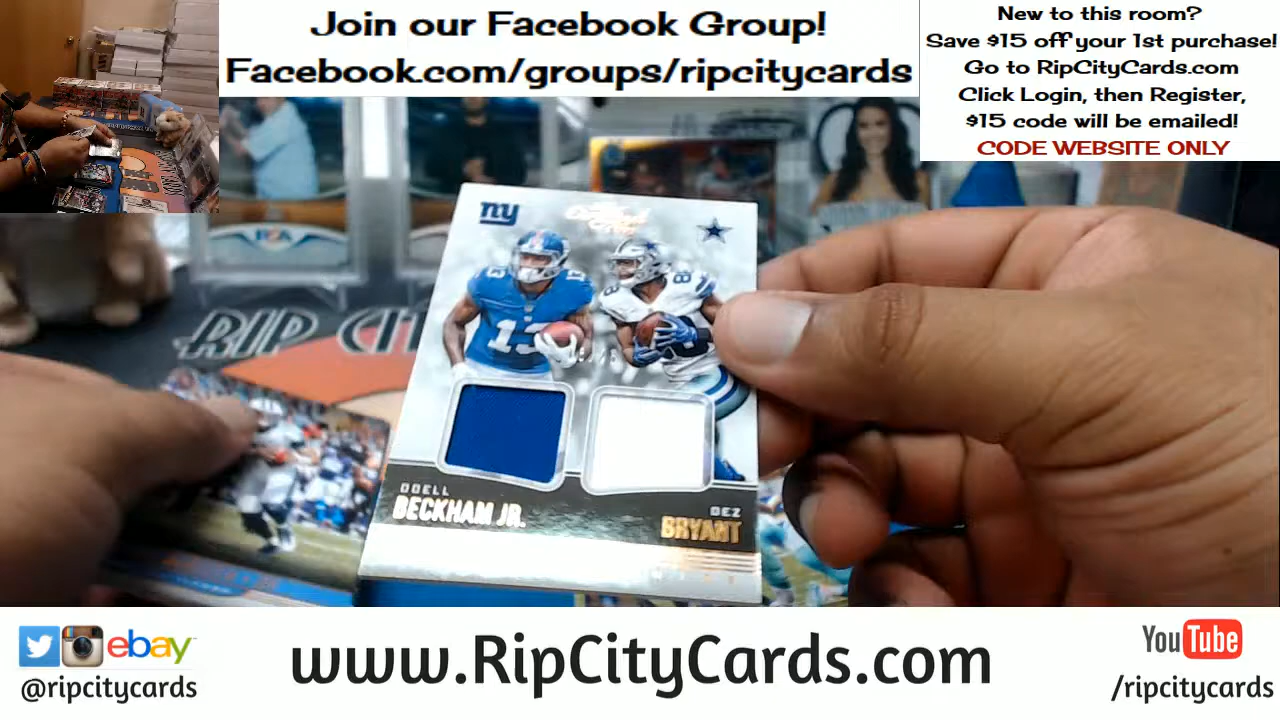 Join our Facebook Group!
Facebook.com/groups/ripcitycards
New to this room?
Save $15 off your 1st purchase!
Go to RipCityCards.com
Click Login, then Register,
$15 code will be emailed!
CODE WEBSITE ONLY
RIP CIT
ny
13
13
88
ODELL
BECKHAM JR.
DEZ
BRYANT
ebay
@ripcitycards
www.RipCityCards.com
YouTube
/ripcitycards